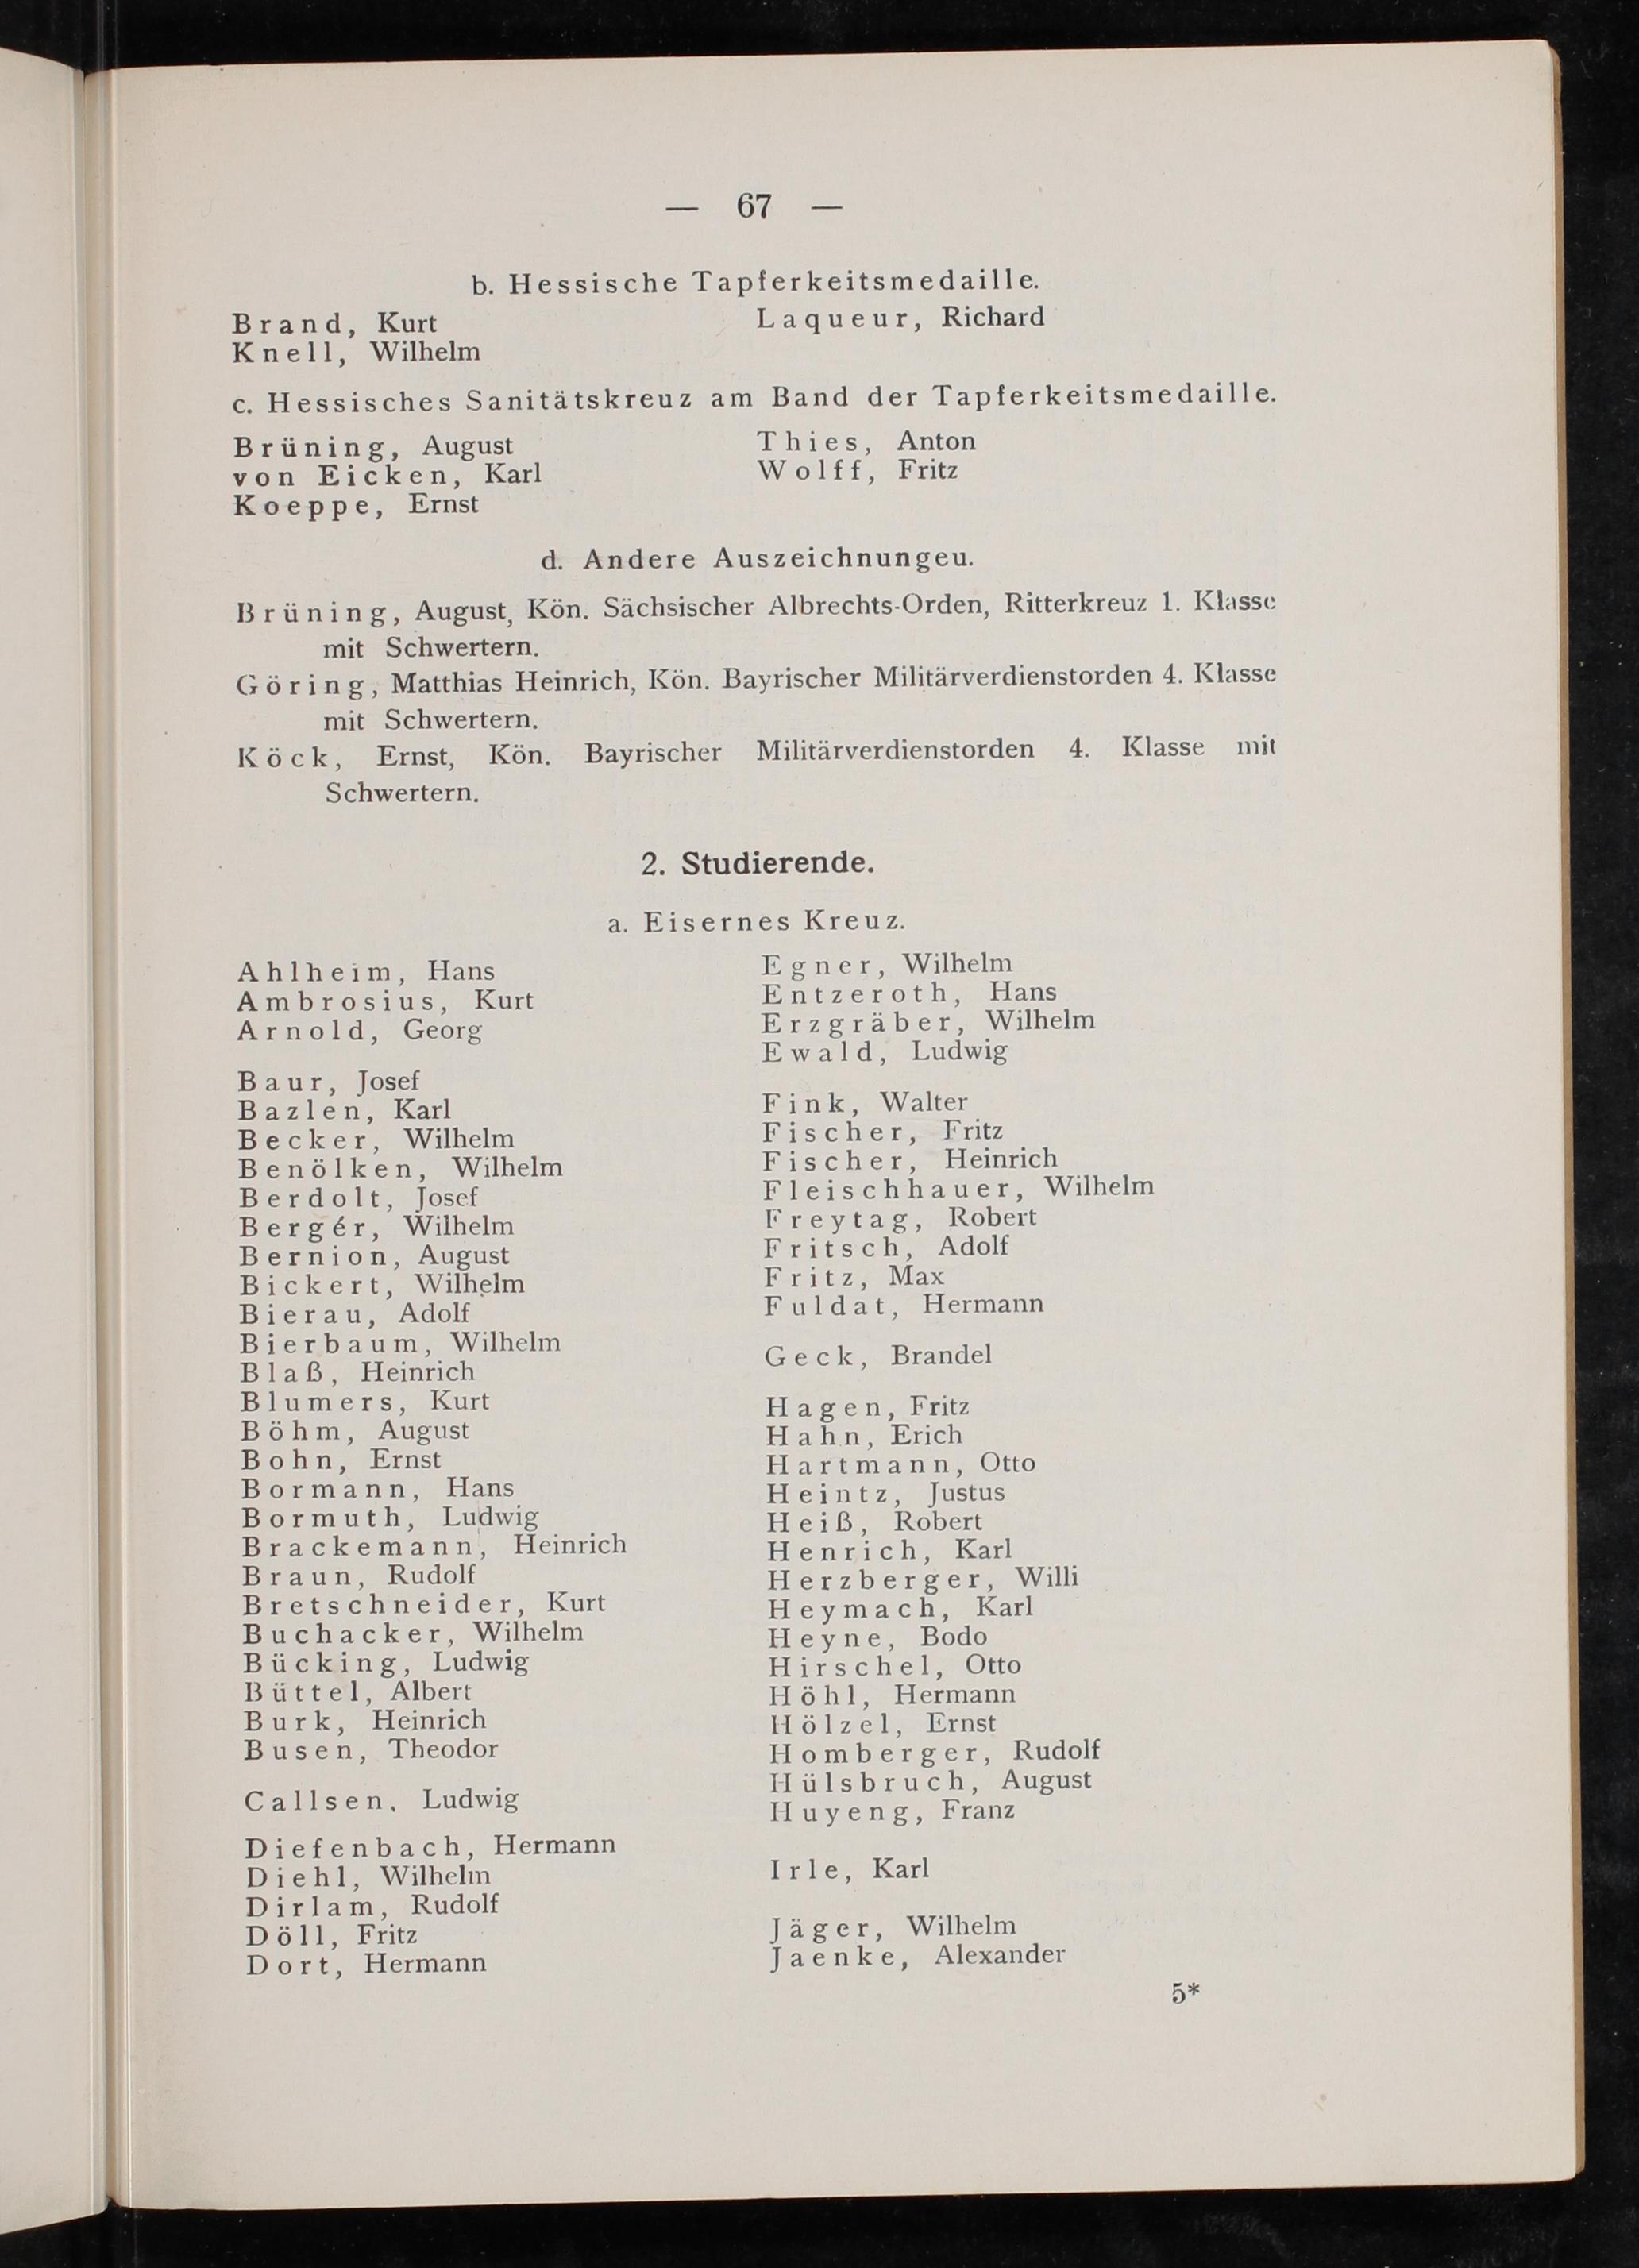 — 67 —
b. Hessische Tapferkeitsmedaille.
Brand, Kurt
Knell, Wilhelm
Laqueur, Richard
c. Hessisches Sanitätskreuz am Band der Tapferkeitsmedaille.
Brüning, August
von Eicken, Karl
Koeppe, Ernst
Thies, Anton
Wolff, Fritz
d. Andere Auszeichnungeu.
Brüning, August, Kön. Sächsischer Albrechts-Orden, Ritterkreuz 1. Klasse
mit Schwertern.
Göring, Matthias Heinrich, Kön. Bayrischer Militärverdienstorden 4. Klasse
mit Schwertern.
Köck, Ernst, Kön. Bayrischer Militärverdienstorden 4. Klasse mit
Schwertern.
2. Studierende.
a. Eisernes Kreuz.
Ahlheim, Hans
Ambrosius, Kurt
Arnold, Georg
Baur, Josef
Bazlen, Karl
Becker, Wilhelm
Benölken, Wilhelm
Berdolt, Josef
Bergér, Wilhelm
Bernion, August
Bickert, Wilhelm
Bierau, Adolf
Bierbaum, Wilhelm
Blaß, Heinrich
Blumers, Kurt
Böhm, August
Bohn, Ernst
Bormann, Hans
Bormuth, Ludwig
Brackemann, Heinrich
Braun, Rudolf
Bretschneider, Kurt
Buchacker, Wilhelm
Bücking, Ludwig
Büttel, Albert
Burk, Heinrich
Busen, Theodor
Callsen. Ludwig
Diefenbach, Hermann
Diehl, Wilhelm
Dirlam, Rudolf
Döll, Fritz
Dort, Hermann
Egner, Wilhelm
Entzeroth, Hans
Erzgräber, Wilhelm
Ewald, Ludwig
Fink, Walter
Fischer, Fritz
Fischer, Heinrich
Fleischhauer, Wilhelm
Freytag, Robert
Fritsch, Adolf
Fritz, Max
Fuldat, Hermann
Geck, Brandel
Hagen, Fritz
Hahn, Erich
Hartmann, Otto
Heintz, Justus
Heiß, Robert
Henrich, Karl
Herzberger, Willi
Heymach, Karl
Heyne, Bodo
Hirschel, Otto
Höhl, Hermann
Hölzel, Ernst
Homberger, Rudolf
Hülsbruch, August
Huyeng, Franz
Irle, Karl
Jäger, Wilhelm
Jaenke, Alexander
5*